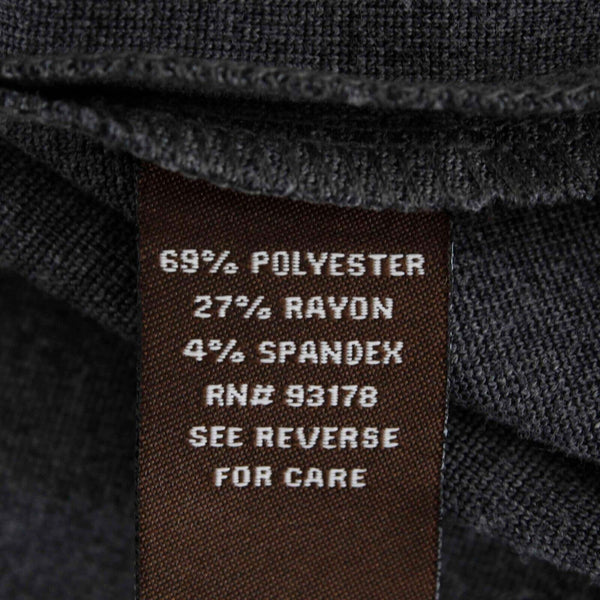 69% POLYESTER
27% RAYON
4% SPANDEX
RN# 93178
SEE REVERSE
FOR CARE